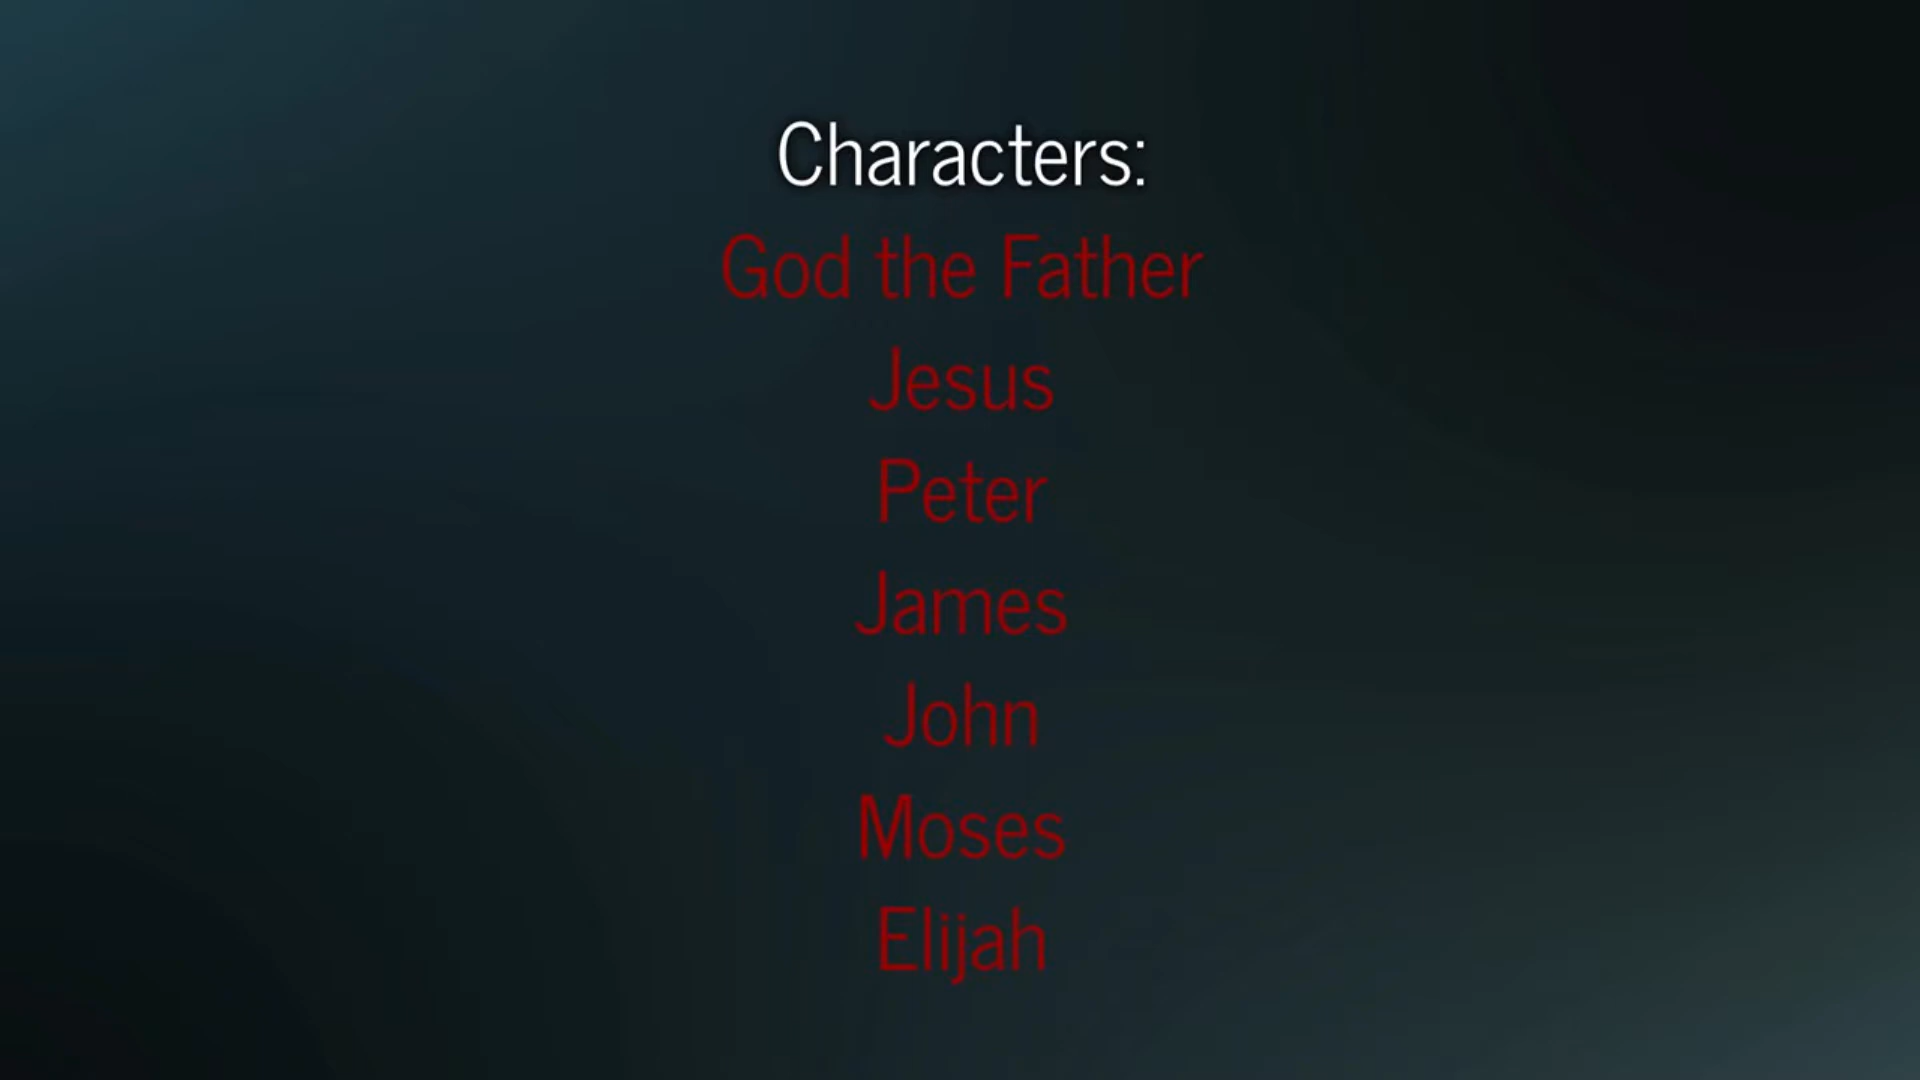 Characters:
God the Father
Jesus
Peter
James
John
Moses
Elijah